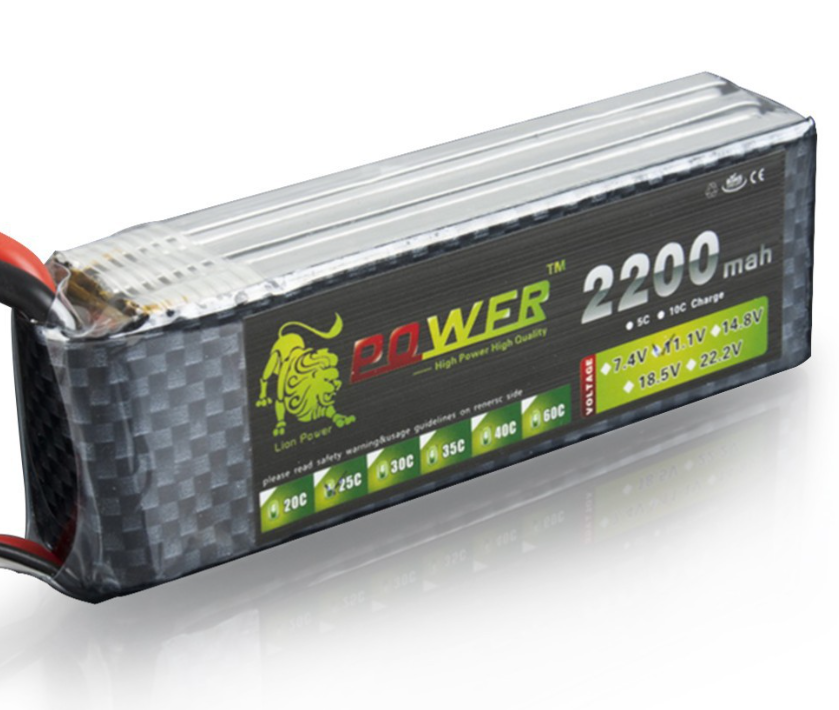 CE
2200mah
5C 10C Charge
POWER™
High Power High Quality
Lion Power
VOLTAGE
7.4V 11.1V 14.8V
18.5V 22.2V
please read safety warning&usage guidelines on renersc side
20C 25C 30C 35C 40C 60C